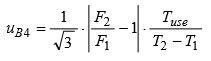 u_{B4} = \frac{1}{\sqrt{3}} \cdot \left| \frac{F_2}{F_1} - 1 \right| \cdot \frac{T_{use}}{T_2 - T_1}